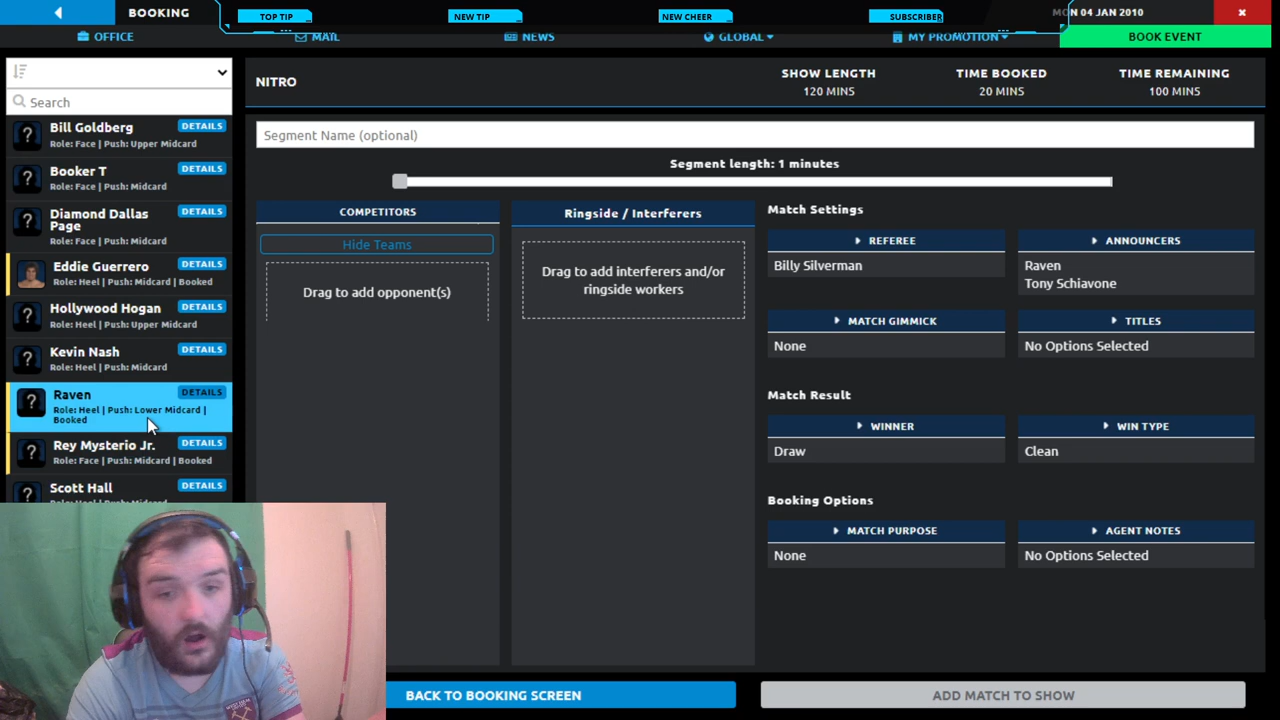 BOOKING
TOP TIP
NEW TIP
NEW CHEER
SUBSCRIBER
MON 04 JAN 2010
OFFICE
MAIL
NEWS
GLOBAL
MY PROMOTION
BOOK EVENT
Search
Bill Goldberg
DETAILS
Role: Face | Push: Upper Midcard
Booker T
DETAILS
Role: Face | Push: Midcard
Diamond Dallas
Page
DETAILS
Role: Face | Push: Midcard
Eddie Guerrero
DETAILS
Role: Heel | Push: Midcard | Booked
Hollywood Hogan
DETAILS
Role: Heel | Push: Upper Midcard
Kevin Nash
DETAILS
Role: Heel | Push: Midcard
Raven
DETAILS
Role: Heel | Push: Lower Midcard |
Booked
Rey Mysterio Jr.
DETAILS
Role: Face | Push: Midcard | Booked
Scott Hall
DETAILS
NITRO
SHOW LENGTH
120 MINS
TIME BOOKED
20 MINS
TIME REMAINING
100 MINS
Segment Name (optional)
Segment length: 1 minutes
COMPETITORS
Hide Teams
Drag to add opponent(s)
Ringside / Interferers
Drag to add interferers and/or
ringside workers
Match Settings
REFEREE
Billy Silverman
ANNOUNCERS
Raven
Tony Schiavone
MATCH GIMMICK
None
TITLES
No Options Selected
Match Result
WINNER
Draw
WIN TYPE
Clean
Booking Options
MATCH PURPOSE
None
AGENT NOTES
No Options Selected
BACK TO BOOKING SCREEN
ADD MATCH TO SHOW